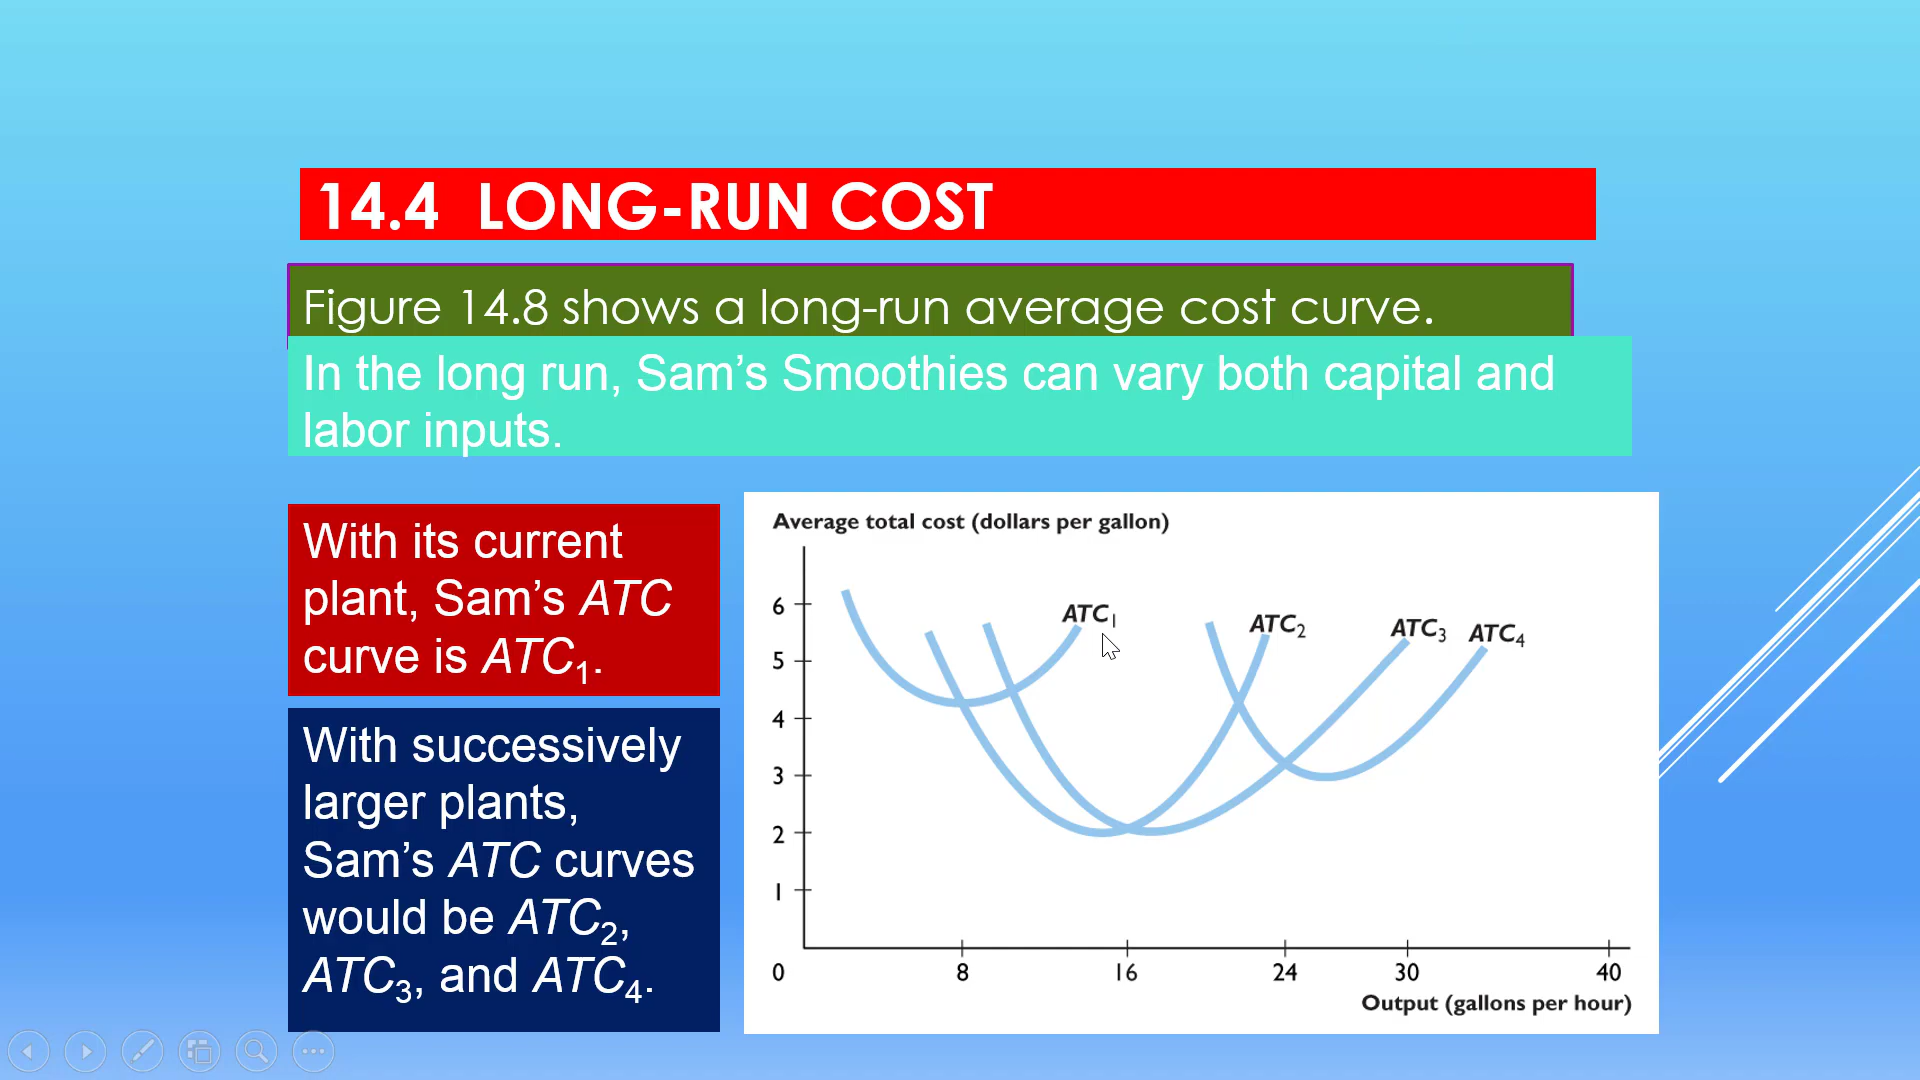 14.4 LONG-RUN COST
Figure 14.8 shows a long-run average cost curve.
In the long run, Sam’s Smoothies can vary both capital and
labor inputs.
With its current
plant, Sam’s ATC
curve is ATC1.
With successively
larger plants,
Sam’s ATC curves
would be ATC2,
ATC3, and ATC4.
Average total cost (dollars per gallon)
ATC1
ATC2
ATC3
ATC4
6
5
4
3
2
1
0
8
16
24
30
40
Output (gallons per hour)